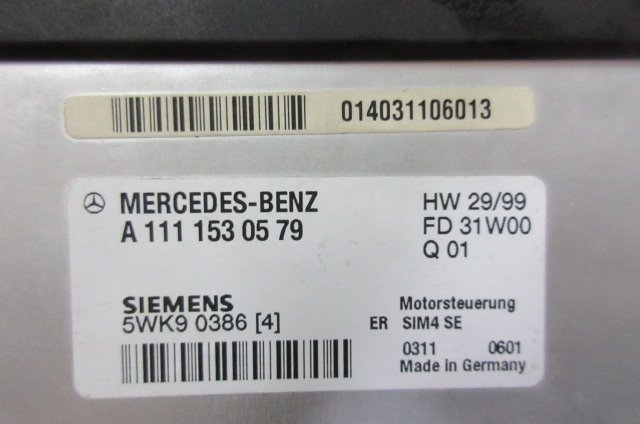 014031106013
MERCEDES-BENZ HW 29/99
A 111 153 05 79 FD 31W00
Q 01
SIEMENS Motorsteuerung
5WK9 0386 [4] ER SIM4 SE
0311 0601
Made in Germany